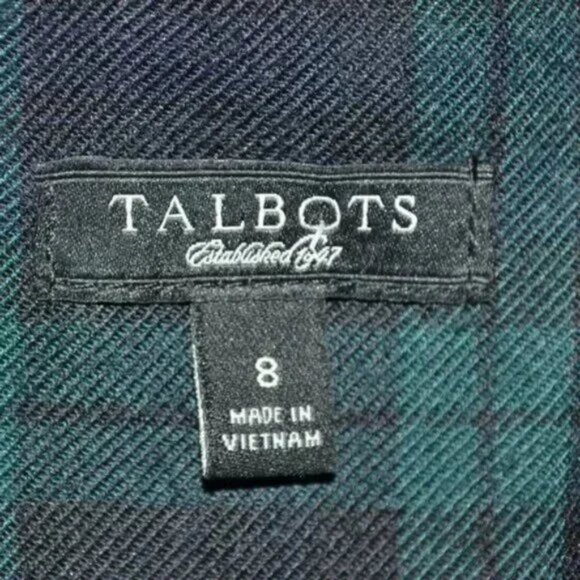 TALBOTS
Established 1947
8
MADE IN
VIETNAM